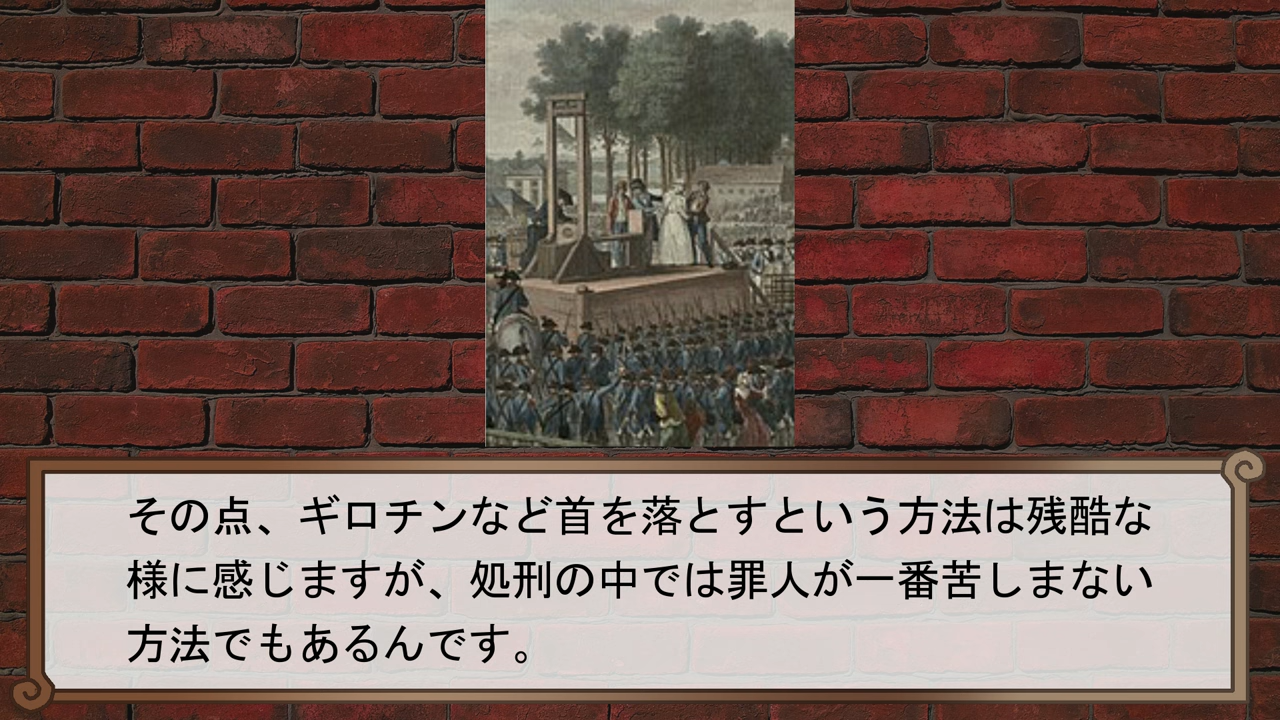 その点、ギロチンなど首を落とすという方法は残酷な
様に感じますが、処刑の中では罪人が一番苦しまない
方法でもあるんです。